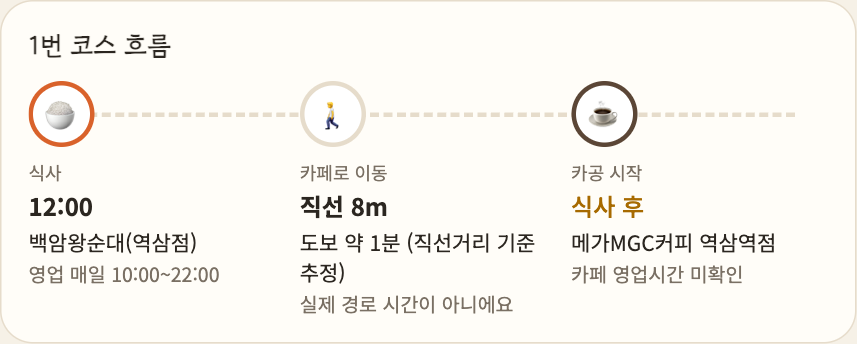 1번 코스 흐름
식사
12:00
백암왕순대(역삼점)
영업 매일 10:00~22:00
카페로 이동
직선 8m
도보 약 1분 (직선거리 기준
추정)
실제 경로 시간이 아니에요
카공 시작
식사 후
메가MGC커피 역삼역점
카페 영업시간 미확인